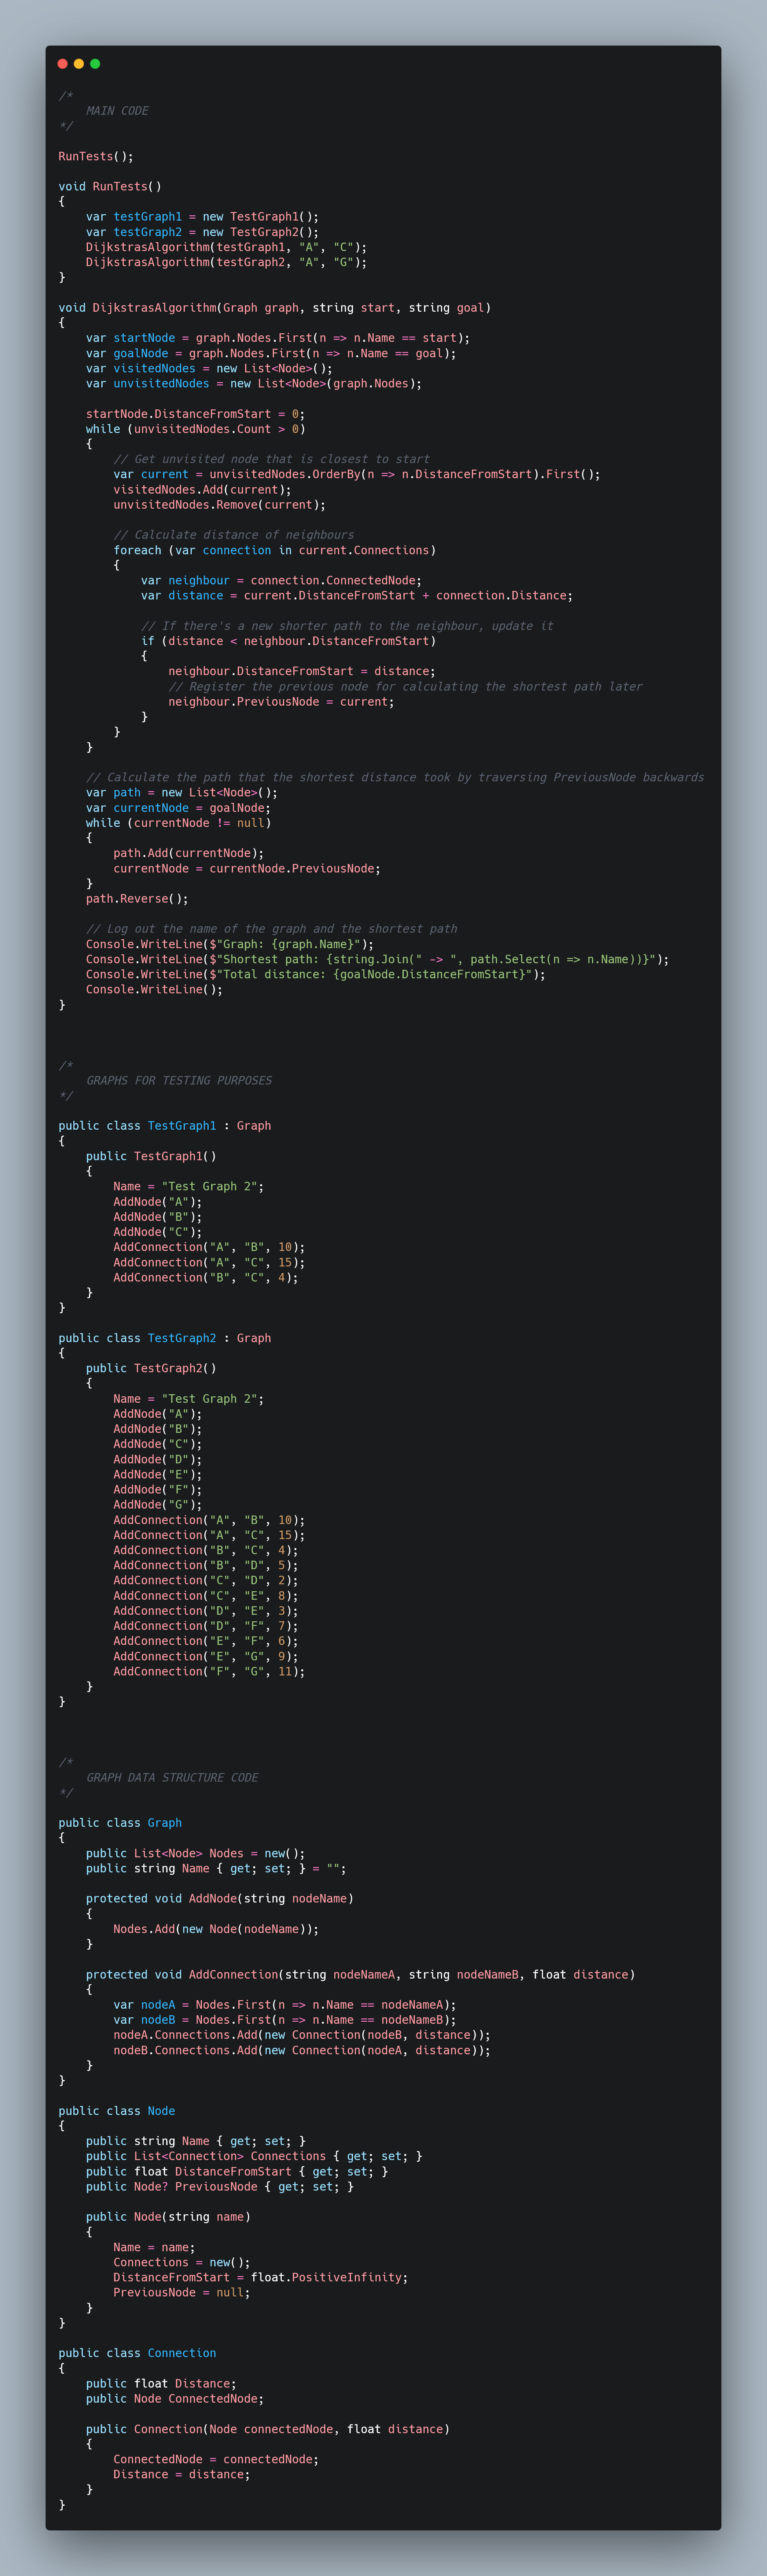 /*
    MAIN CODE
*/

RunTests();

void RunTests()
{
    var testGraph1 = new TestGraph1();
    var testGraph2 = new TestGraph2();
    DijkstrasAlgorithm(testGraph1, "A", "C");
    DijkstrasAlgorithm(testGraph2, "A", "G");
}

void DijkstrasAlgorithm(Graph graph, string start, string goal)
{
    var startNode = graph.Nodes.First(n => n.Name == start);
    var goalNode = graph.Nodes.First(n => n.Name == goal);
    var visitedNodes = new List<Node>();
    var unvisitedNodes = new List<Node>(graph.Nodes);

    startNode.DistanceFromStart = 0;
    while (unvisitedNodes.Count > 0)
    {
        // Get unvisited node that is closest to start
        var current = unvisitedNodes.OrderBy(n => n.DistanceFromStart).First();
        visitedNodes.Add(current);
        unvisitedNodes.Remove(current);

        // Calculate distance of neighbours
        foreach (var connection in current.Connections)
        {
            var neighbour = connection.ConnectedNode;
            var distance = current.DistanceFromStart + connection.Distance;

            // If there's a new shorter path to the neighbour, update it
            if (distance < neighbour.DistanceFromStart)
            {
                neighbour.DistanceFromStart = distance;
                // Register the previous node for calculating the shortest path later
                neighbour.PreviousNode = current;
            }
        }
    }

    // Calculate the path that the shortest distance took by traversing PreviousNode backwards
    var path = new List<Node>();
    var currentNode = goalNode;
    while (currentNode != null)
    {
        path.Add(currentNode);
        currentNode = currentNode.PreviousNode;
    }
    path.Reverse();

    // Log out the name of the graph and the shortest path
    Console.WriteLine($"Graph: {graph.Name}");
    Console.WriteLine($"Shortest path: {string.Join(" -> ", path.Select(n => n.Name))}");
    Console.WriteLine($"Total distance: {goalNode.DistanceFromStart}");
    Console.WriteLine();
}

/*
    GRAPHS FOR TESTING PURPOSES
*/

public class TestGraph1 : Graph
{
    public TestGraph1()
    {
        Name = "Test Graph 2";
        AddNode("A");
        AddNode("B");
        AddNode("C");
        AddConnection("A", "B", 10);
        AddConnection("A", "C", 15);
        AddConnection("B", "C", 4);
    }
}

public class TestGraph2 : Graph
{
    public TestGraph2()
    {
        Name = "Test Graph 2";
        AddNode("A");
        AddNode("B");
        AddNode("C");
        AddNode("D");
        AddNode("E");
        AddNode("F");
        AddNode("G");
        AddConnection("A", "B", 10);
        AddConnection("A", "C", 15);
        AddConnection("B", "C", 4);
        AddConnection("B", "D", 5);
        AddConnection("C", "D", 2);
        AddConnection("C", "E", 8);
        AddConnection("D", "E", 3);
        AddConnection("D", "F", 7);
        AddConnection("E", "F", 6);
        AddConnection("E", "G", 9);
        AddConnection("F", "G", 11);
    }
}

/*
    GRAPH DATA STRUCTURE CODE
*/

public class Graph
{
    public List<Node> Nodes = new();
    public string Name { get; set; } = "";

    protected void AddNode(string nodeName)
    {
        Nodes.Add(new Node(nodeName));
    }

    protected void AddConnection(string nodeNameA, string nodeNameB, float distance)
    {
        var nodeA = Nodes.First(n => n.Name == nodeNameA);
        var nodeB = Nodes.First(n => n.Name == nodeNameB);
        nodeA.Connections.Add(new Connection(nodeB, distance));
        nodeB.Connections.Add(new Connection(nodeA, distance));
    }
}

public class Node
{
    public string Name { get; set; }
    public List<Connection> Connections { get; set; }
    public float DistanceFromStart { get; set; }
    public Node? PreviousNode { get; set; }

    public Node(string name)
    {
        Name = name;
        Connections = new();
        DistanceFromStart = float.PositiveInfinity;
        PreviousNode = null;
    }
}

public class Connection
{
    public float Distance;
    public Node ConnectedNode;

    public Connection(Node connectedNode, float distance)
    {
        ConnectedNode = connectedNode;
        Distance = distance;
    }
}